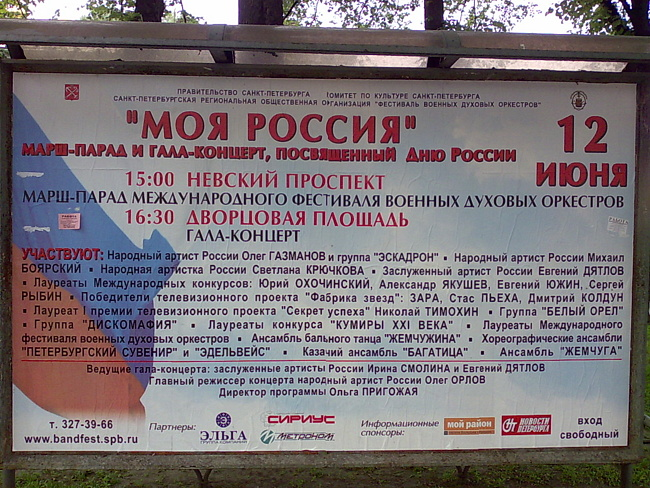 ПРАВИТЕЛЬСТВО САНКТ-ПЕТЕРБУРГА КОМИТЕТ ПО КУЛЬТУРЕ САНКТ-ПЕТЕРБУРГА
САНКТ-ПЕТЕРБУРГСКАЯ РЕГИОНАЛЬНАЯ ОБЩЕСТВЕННАЯ ОРГАНИЗАЦИЯ "ФЕСТИВАЛЬ ВОЕННЫХ ДУХОВЫХ ОРКЕСТРОВ"
"МОЯ РОССИЯ"
МАРШ-ПАРАД И ГАЛА-КОНЦЕРТ, ПОСВЯЩЕННЫЙ ДНЮ РОССИИ
12
ИЮНЯ
15:00 НЕВСКИЙ ПРОСПЕКТ
МАРШ-ПАРАД МЕЖДУНАРОДНОГО ФЕСТИВАЛЯ ВОЕННЫХ ДУХОВЫХ ОРКЕСТРОВ
16:30 ДВОРЦОВАЯ ПЛОЩАДЬ
ГАЛА-КОНЦЕРТ
УЧАСТВУЮТ: Народный артист России Олег ГАЗМАНОВ и группа "ЭСКАДРОН" ▪ Народный артист России Михаил
БОЯРСКИЙ ▪ Народная артистка России Светлана КРЮЧКОВА ▪ Заслуженный артист России Евгений ДЯТЛОВ
▪ Лауреаты Международных конкурсов: Юрий ОХОЧИНСКИЙ, Александр ЯКУШЕВ, Евгений ЮЖИН, Сергей
РЫБИН ▪ Победители телевизионного проекта "Фабрика звезд": ЗАРА, Стас ПЬЕХА, Дмитрий КОЛДУН
▪ Лауреат I премии телевизионного проекта "Секрет успеха" Николай ТИМОХИН ▪ Группа "БЕЛЫЙ ОРЕЛ"
▪ Группа "ДИСКОМАФИЯ" ▪ Лауреаты конкурса "КУМИРЫ XXI ВЕКА" ▪ Лауреаты Международного
фестиваля военных духовых оркестров ▪ Ансамбль бального танца "ЖЕМЧУЖИНА" ▪ Хореографические ансамбли
"ПЕТЕРБУРГСКИЙ СУВЕНИР" и "ЭДЕЛЬВЕЙС" ▪ Казачий ансамбль "БАГАТИЦА" ▪ Ансамбль "ЖЕМЧУГА"
Ведущие гала-концерта: заслуженные артисты России Ирина СМОЛИНА и Евгений ДЯТЛОВ
Главный режиссер концерта народный артист России Олег ОРЛОВ
Директор программы Ольга ПРИГОЖАЯ
т. 327-39-66
www.bandfest.spb.ru
Партнеры:
ЭЛЬГА
ГРУППА КОМПАНИЙ
СИРИУС
МЕТРОНОМ
Информационные
спонсоры:
мой район
НОВОСТИ
ПЕТЕРБУРГА
ВХОД
СВОБОДНЫЙ